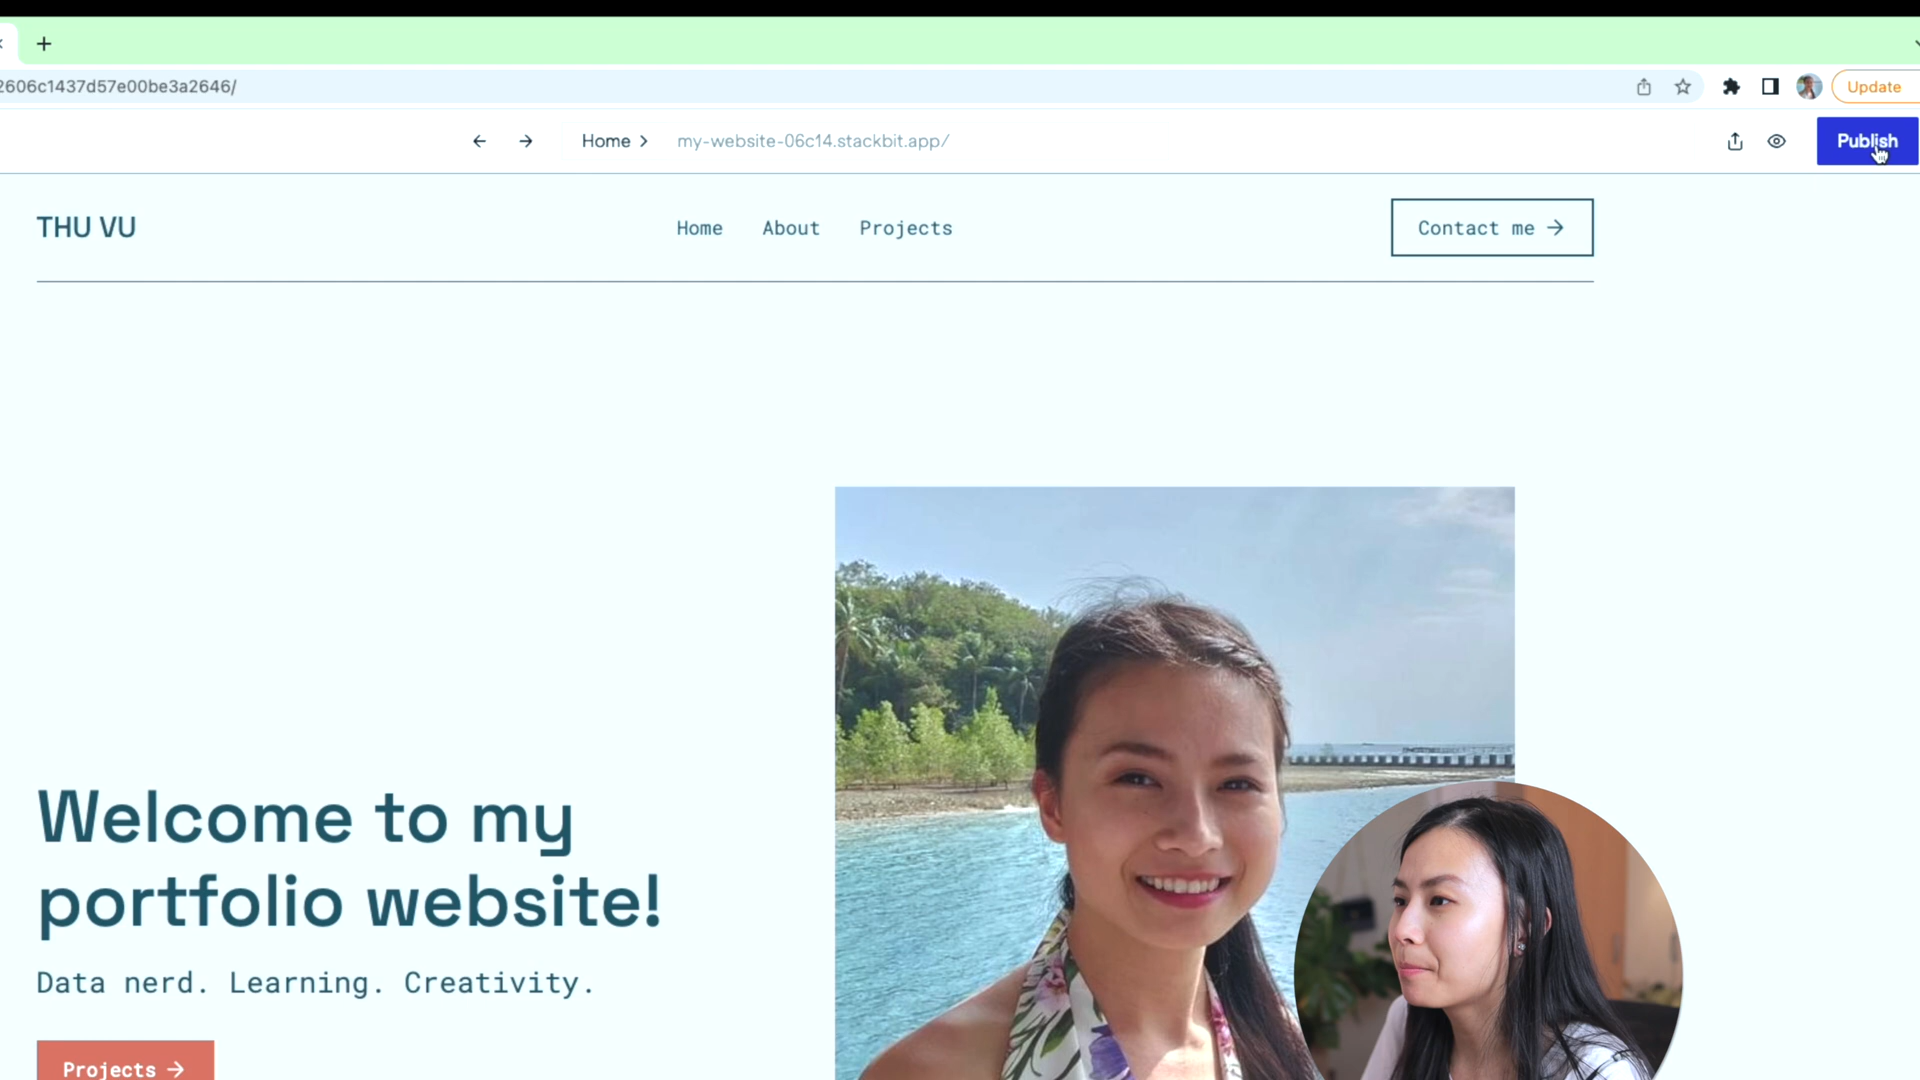 2606c1437d57e00be3a2646/
Update
Home
my-website-06c14.stackbit.app/
Publish
THU VU
Home About Projects
Contact me →
Welcome to my
portfolio website!
Data nerd. Learning. Creativity.
Projects →